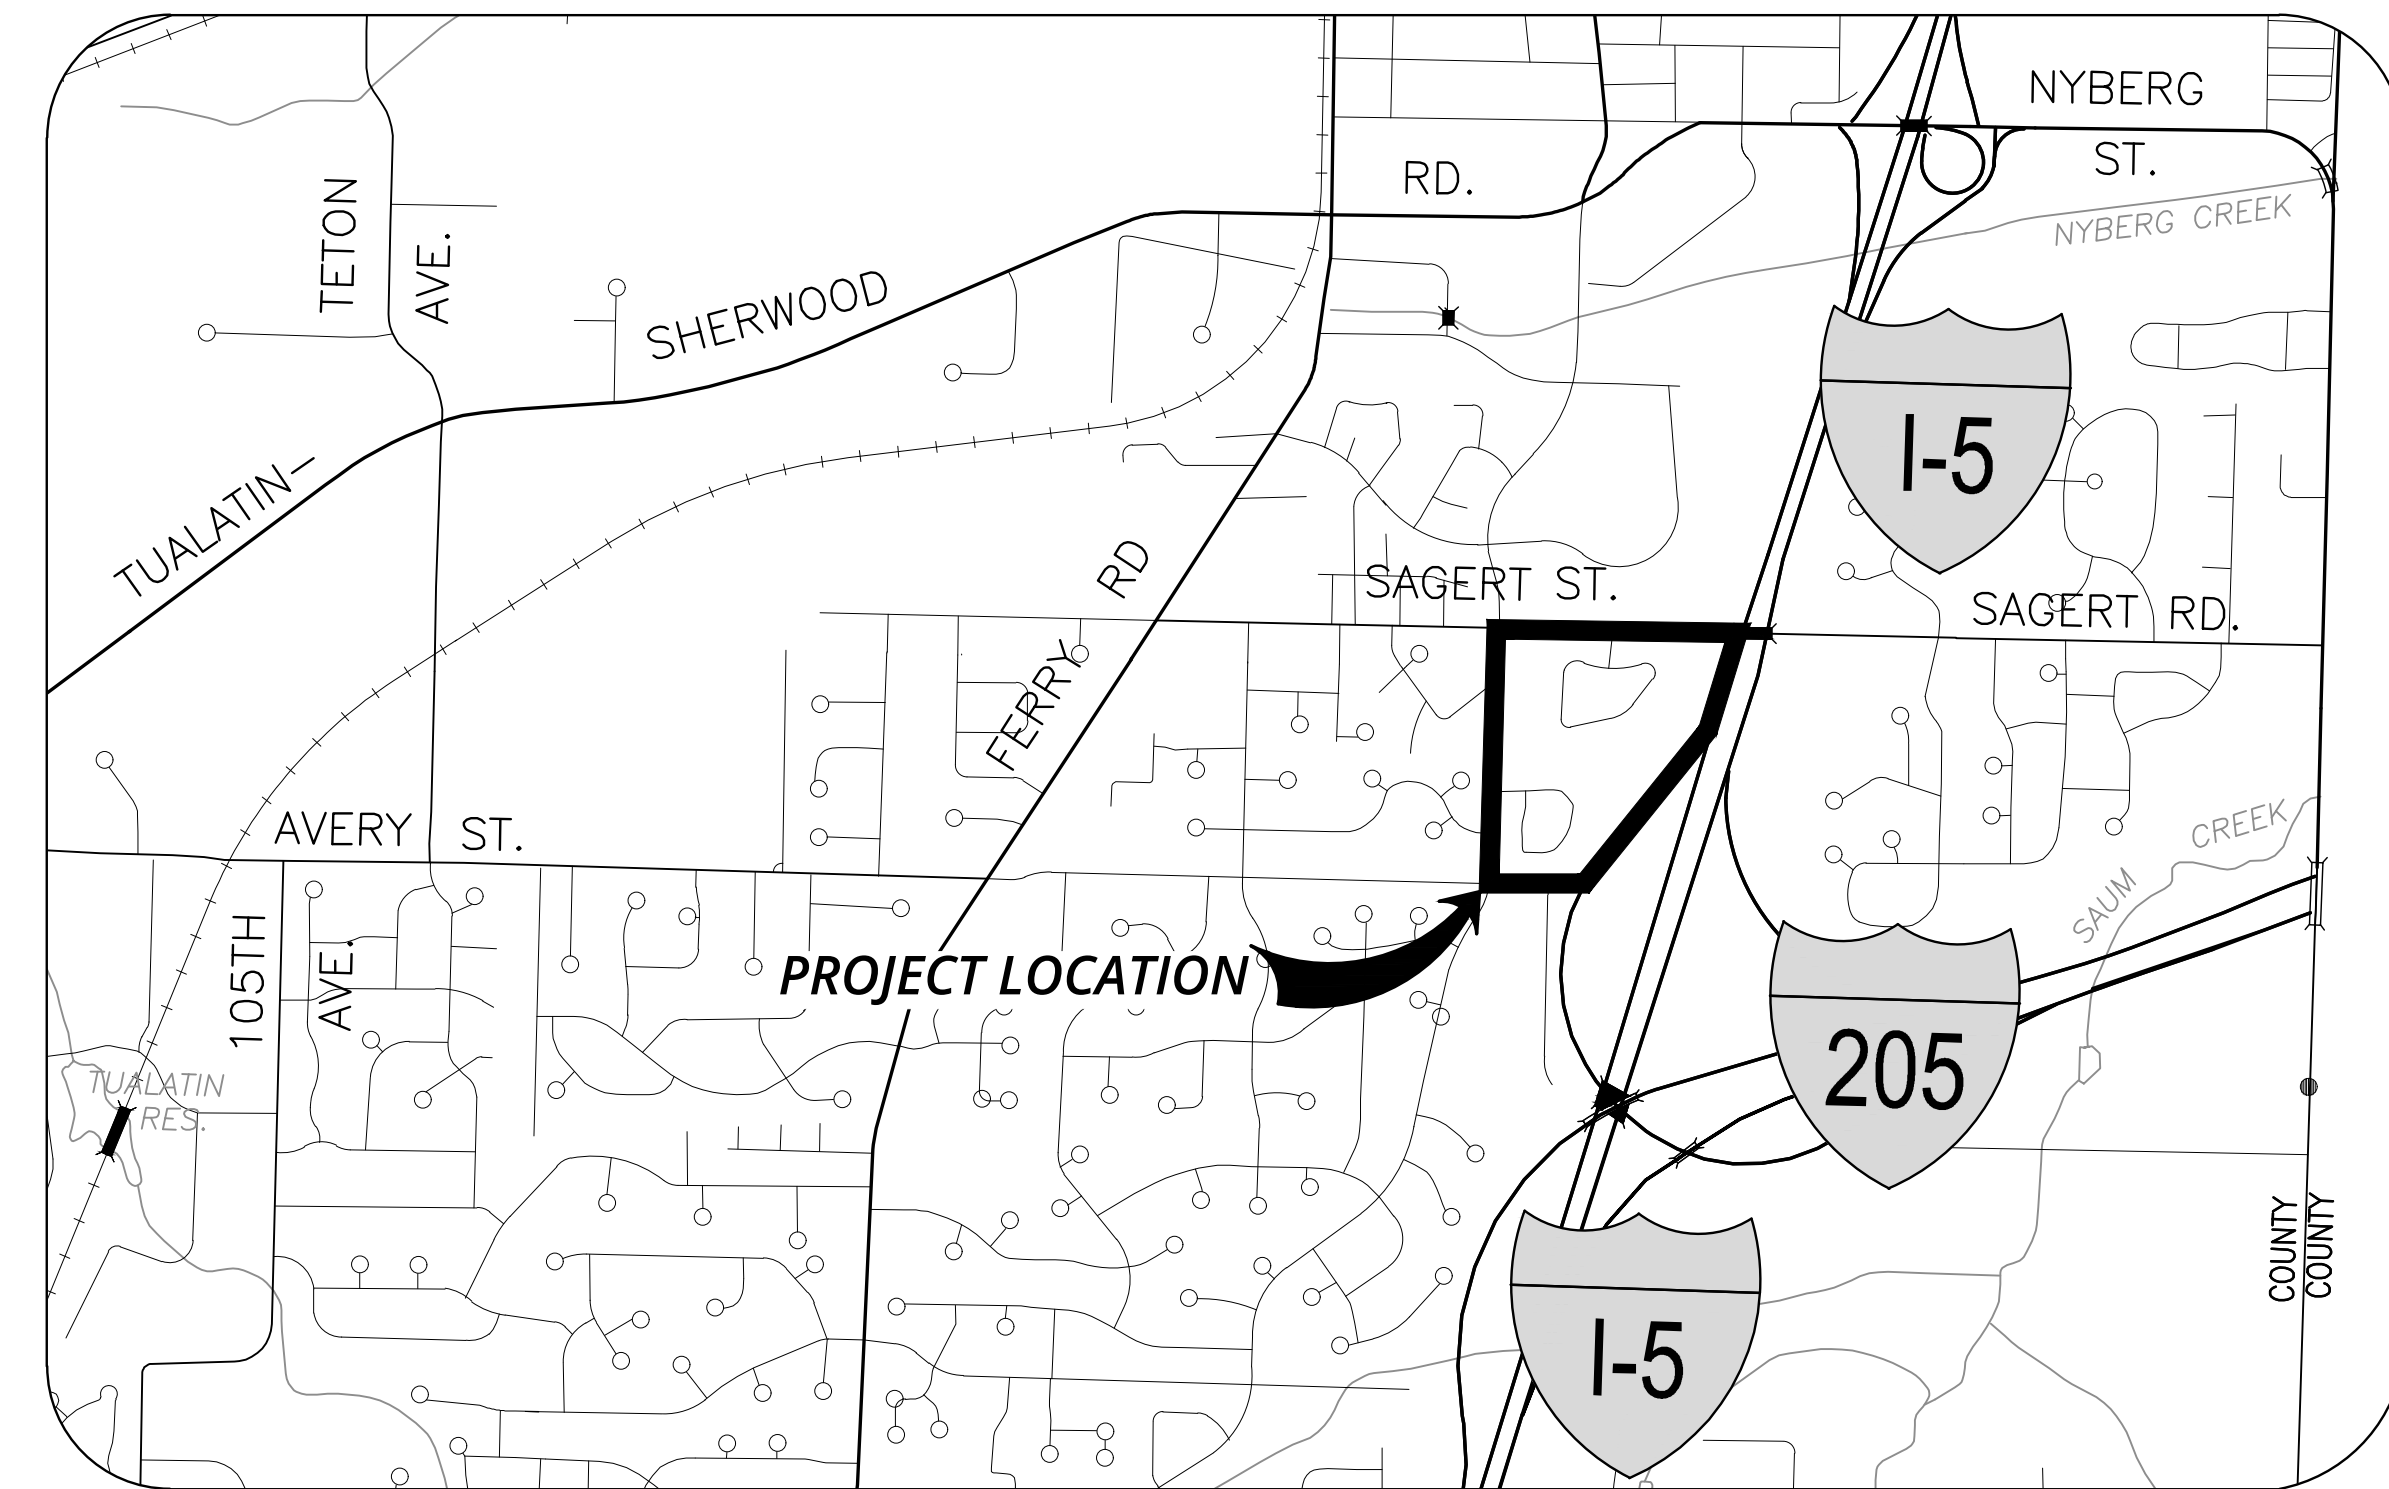 NYBERG
ST.
RD.
TETON
AVE.
NYBERG CREEK
SHERWOOD
TUALATIN-
I-5
RD
FERRY
SAGERT ST.
SAGERT RD.
AVERY ST.
CREEK
SAUM
105TH
AVE.
PROJECT LOCATION
205
TUALATIN
RES.
COUNTY
COUNTY
I-5